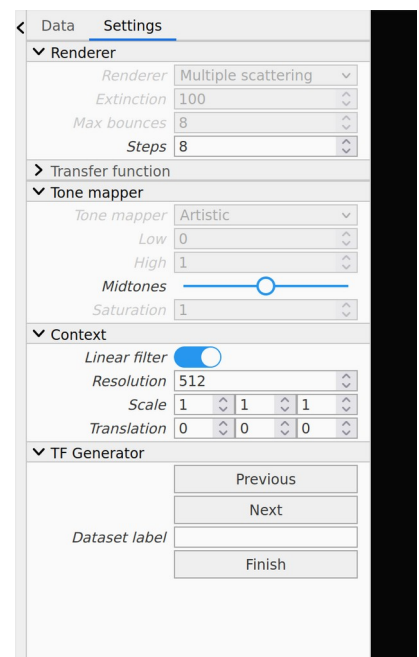 Data Settings
Renderer
Renderer Multiple scattering
Extinction 100
Max bounces 8
Steps 8
Transfer function
Tone mapper
Tone mapper Artistic
Low 0
High 1
Midtones
Saturation 1
Context
Linear filter
Resolution 512
Scale 1 1 1
Translation 0 0 0
TF Generator
Previous
Next
Dataset label
Finish